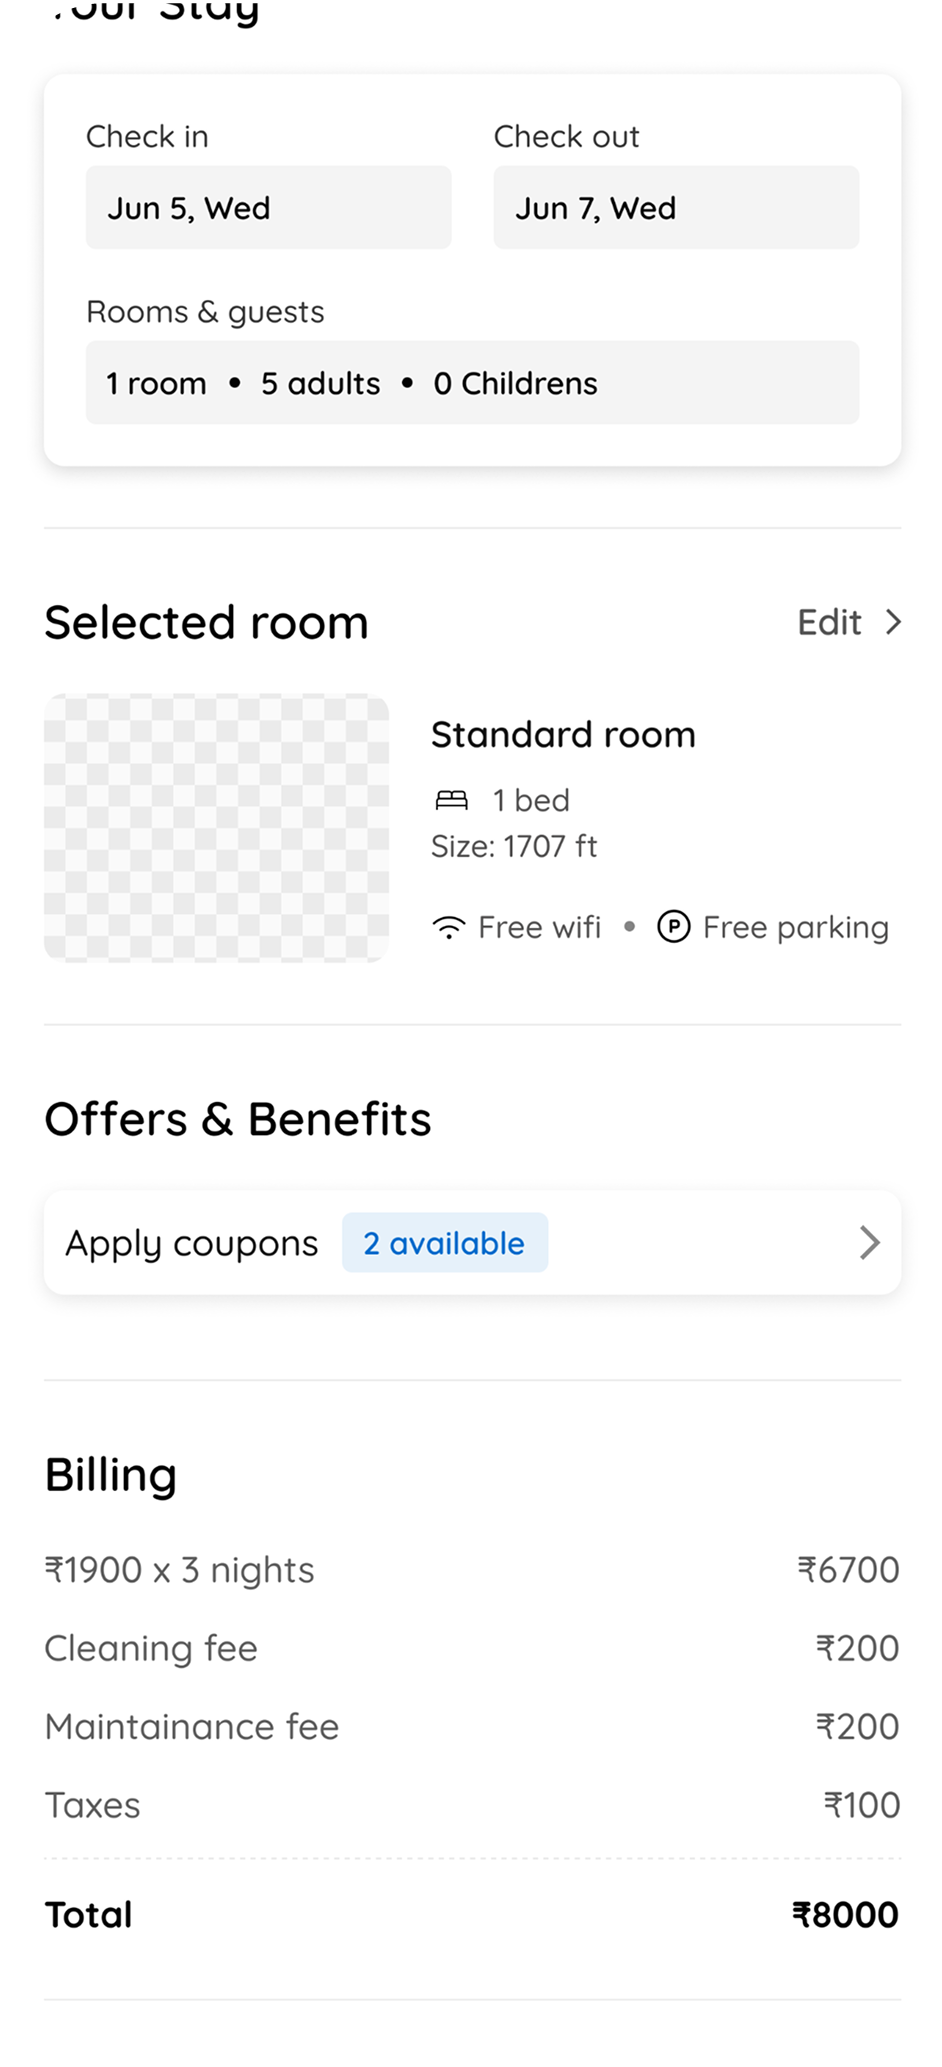 Your Stay
Check in
Check out
Jun 5, Wed
Jun 7, Wed
Rooms & guests
1 room • 5 adults • 0 Childrens
Selected room
Edit
Standard room
1 bed
Size: 1707 ft
Free wifi • P Free parking
Offers & Benefits
Apply coupons 2 available
Billing
₹1900 x 3 nights ₹6700
Cleaning fee ₹200
Maintainance fee ₹200
Taxes ₹100
Total ₹8000